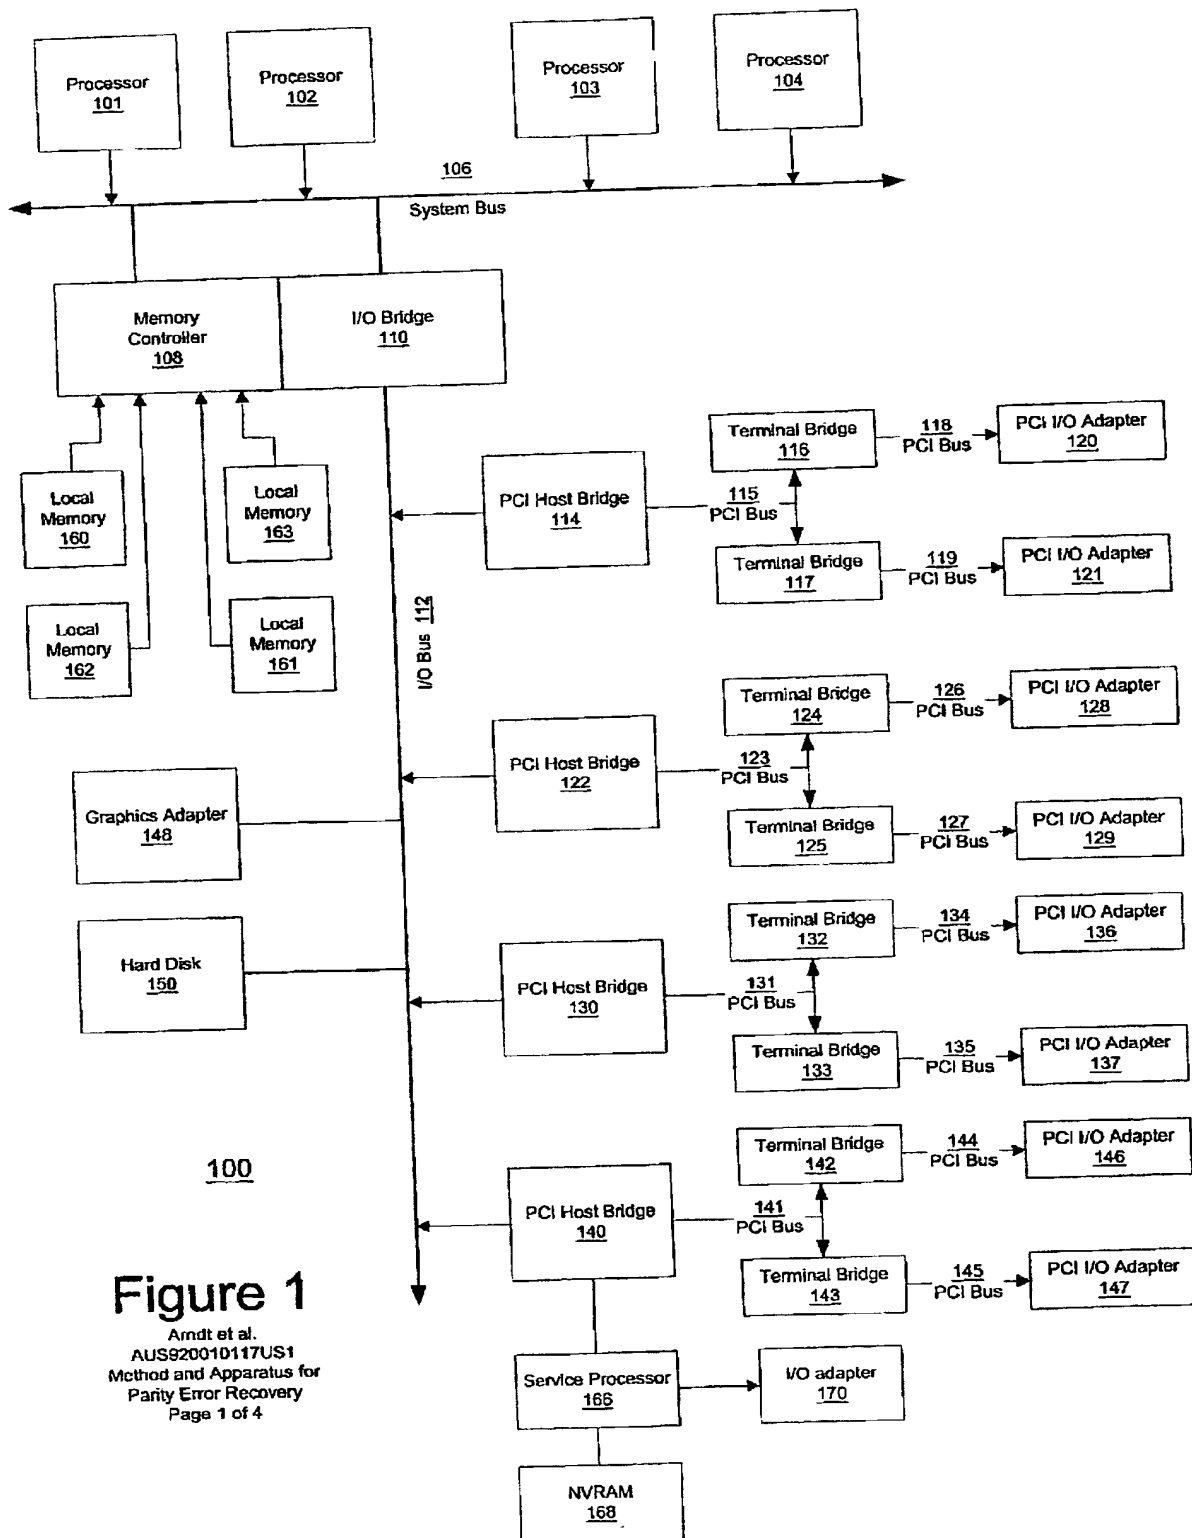 Processor
101
Processor
102
Processor
103
Processor
104
106
System Bus
Memory
Controller
108
I/O Bridge
110
Local
Memory
160
Local
Memory
163
Local
Memory
162
Local
Memory
161
I/O Bus 112
PCI Host Bridge
114
115
PCI Bus
Terminal Bridge
116
118
PCI Bus
PCI I/O Adapter
120
Terminal Bridge
117
119
PCI Bus
PCI I/O Adapter
121
PCI Host Bridge
122
123
PCI Bus
Terminal Bridge
124
126
PCI Bus
PCI I/O Adapter
128
Terminal Bridge
125
127
PCI Bus
PCI I/O Adapter
129
Graphics Adapter
148
Hard Disk
150
PCI Host Bridge
130
131
PCI Bus
Terminal Bridge
132
134
PCI Bus
PCI I/O Adapter
136
Terminal Bridge
133
135
PCI Bus
PCI I/O Adapter
137
PCI Host Bridge
140
141
PCI Bus
Terminal Bridge
142
144
PCI Bus
PCI I/O Adapter
146
Terminal Bridge
143
145
PCI Bus
PCI I/O Adapter
147
Service Processor
166
I/O adapter
170
NVRAM
168
100
Figure 1
Arndt et al.
AUS920010117US1
Method and Apparatus for
Parity Error Recovery
Page 1 of 4